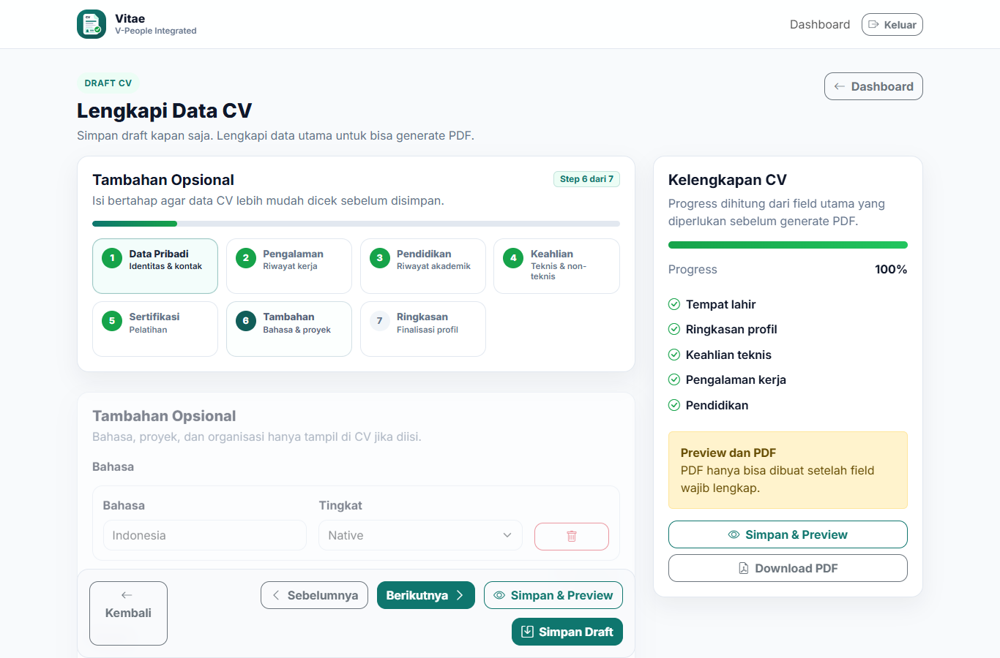 CV
Vitae
V-People Integrated
Dashboard
Keluar
DRAFT CV
Lengkapi Data CV
Simpan draft kapan saja. Lengkapi data utama untuk bisa generate PDF.
Dashboard
Tambahan Opsional
Step 6 dari 7
Isi bertahap agar data CV lebih mudah dicek sebelum disimpan.
1
Data Pribadi
Identitas & kontak
2
Pengalaman
Riwayat kerja
3
Pendidikan
Riwayat akademik
4
Keahlian
Teknis & non-
teknis
5
Sertifikasi
Pelatihan
6
Tambahan
Bahasa & proyek
7
Ringkasan
Finalisasi profil
Tambahan Opsional
Bahasa, proyek, dan organisasi hanya tampil di CV jika diisi.
Bahasa
Bahasa
Tingkat
Indonesia
Native
Kembali
Sebelumnya
Berikutnya
Simpan & Preview
Simpan Draft
Kelengkapan CV
Progress dihitung dari field utama yang
diperlukan sebelum generate PDF.
Progress
100%
Tempat lahir
Ringkasan profil
Keahlian teknis
Pengalaman kerja
Pendidikan
Preview dan PDF
PDF hanya bisa dibuat setelah field
wajib lengkap.
Simpan & Preview
Download PDF